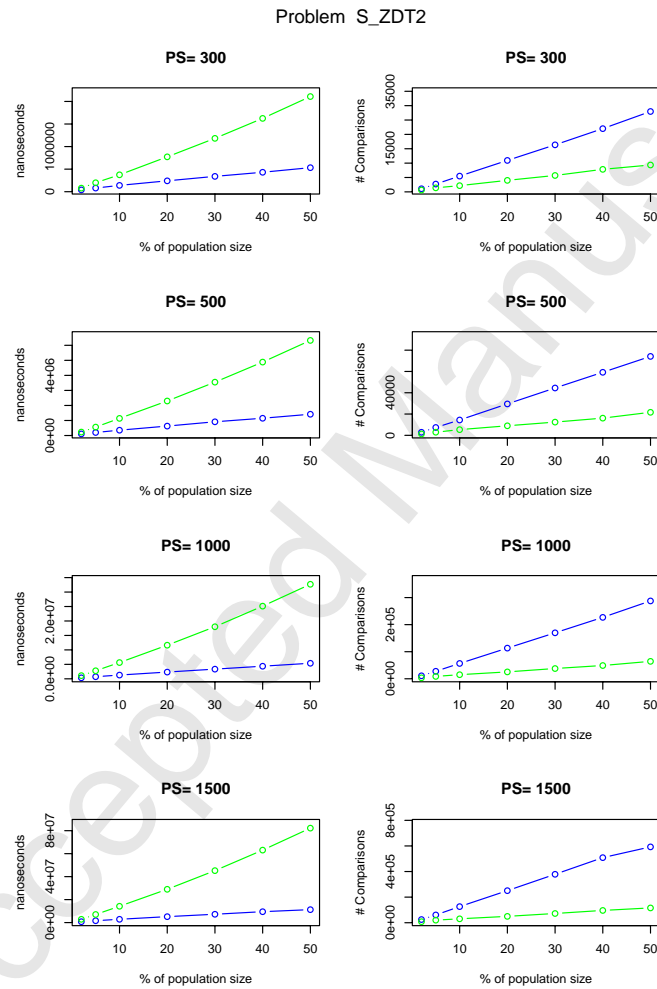 Problem S_ZDT2
PS= 300
nanoseconds
1000000
0
10 20 30 40 50
% of population size
PS= 300
# Comparisons
35000
15000
0
10 20 30 40 50
% of population size
PS= 500
nanoseconds
4e+06
0e+00
10 20 30 40 50
% of population size
PS= 500
# Comparisons
40000
0
10 20 30 40 50
% of population size
PS= 1000
nanoseconds
2.0e+07
0.0e+00
10 20 30 40 50
% of population size
PS= 1000
# Comparisons
2e+05
0e+00
10 20 30 40 50
% of population size
PS= 1500
nanoseconds
8e+07
4e+07
0e+00
10 20 30 40 50
% of population size
PS= 1500
# Comparisons
8e+05
4e+05
0e+00
10 20 30 40 50
% of population size
ccepted Manus